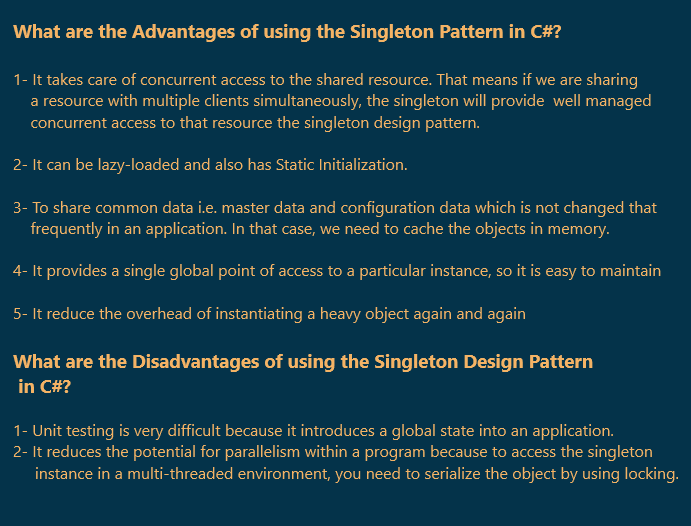 What are the Advantages of using the Singleton Pattern in C#?
1- It takes care of concurrent access to the shared resource. That means if we are sharing
a resource with multiple clients simultaneously, the singleton will provide well managed
concurrent access to that resource the singleton design pattern.
2- It can be lazy-loaded and also has Static Initialization.
3- To share common data i.e. master data and configuration data which is not changed that
frequently in an application. In that case, we need to cache the objects in memory.
4- It provides a single global point of access to a particular instance, so it is easy to maintain
5- It reduce the overhead of instantiating a heavy object again and again
What are the Disadvantages of using the Singleton Design Pattern
in C#?
1- Unit testing is very difficult because it introduces a global state into an application.
2- It reduces the potential for parallelism within a program because to access the singleton
instance in a multi-threaded environment, you need to serialize the object by using locking.